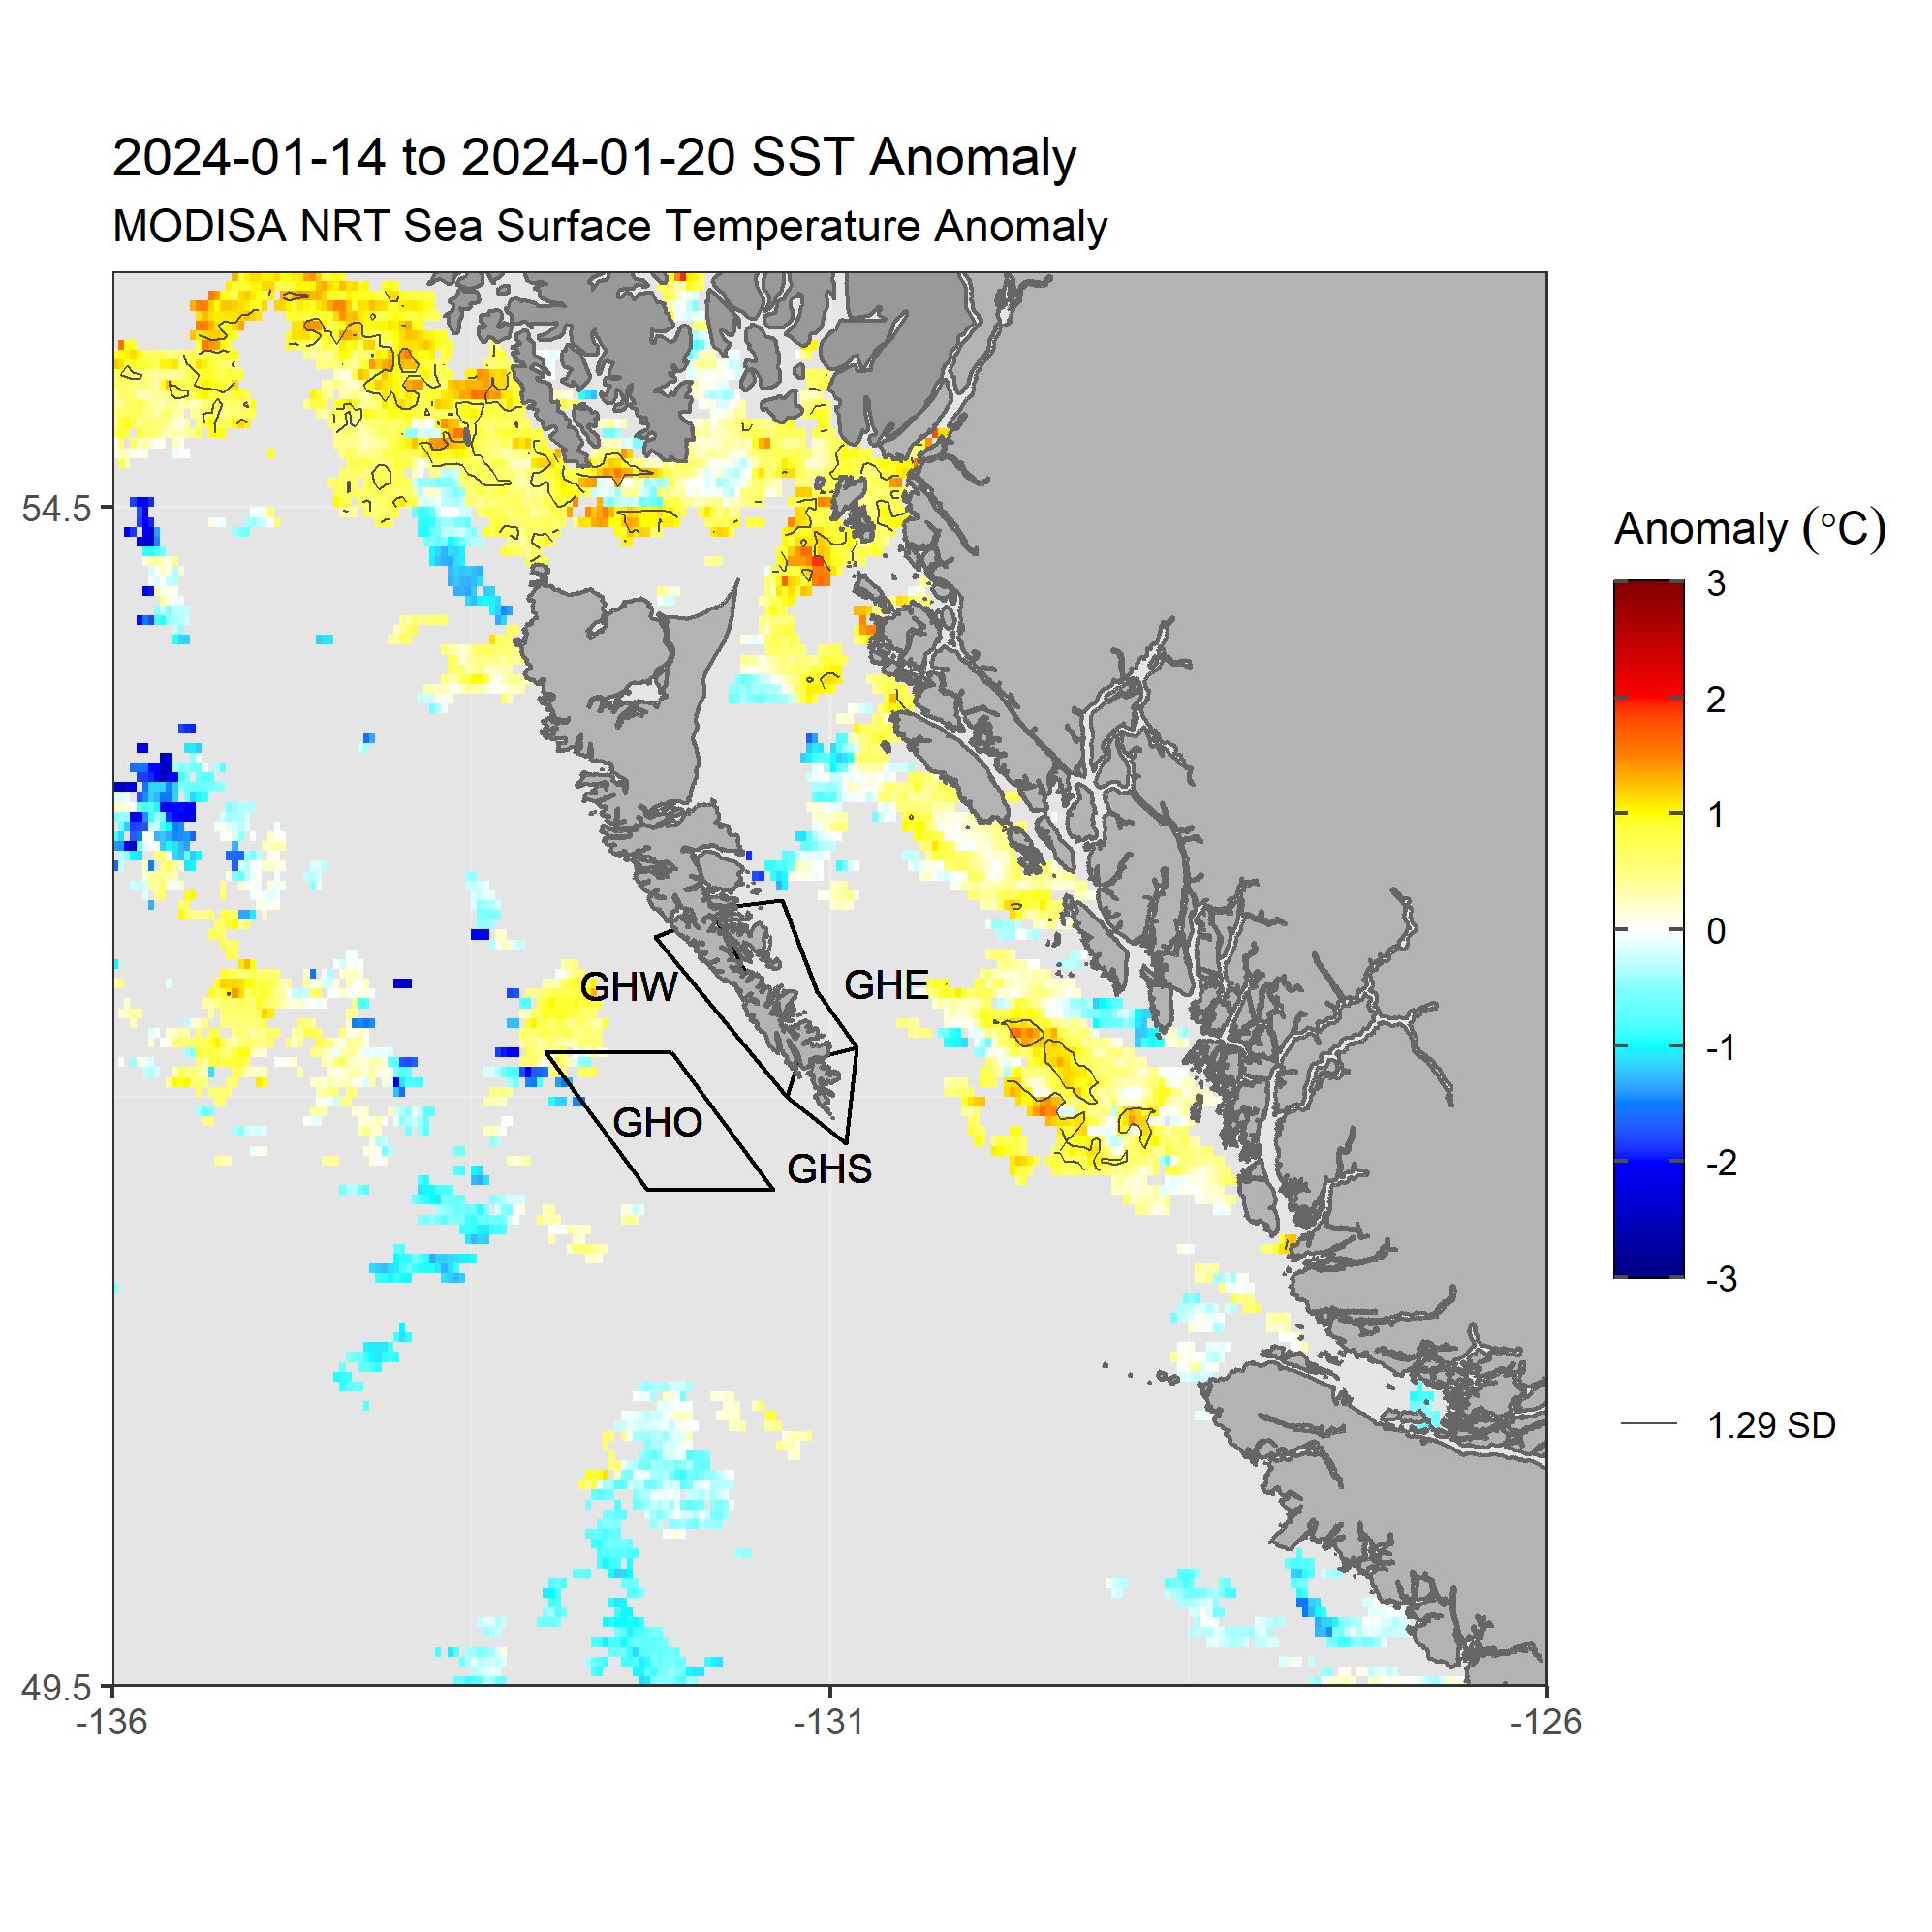 2024-01-14 to 2024-01-20 SST Anomaly
MODISA NRT Sea Surface Temperature Anomaly
54.5
49.5
-136
-131
-126
GHW
GHE
GHO
GHS
Anomaly (°C)
3
2
1
0
-1
-2
-3
1.29 SD